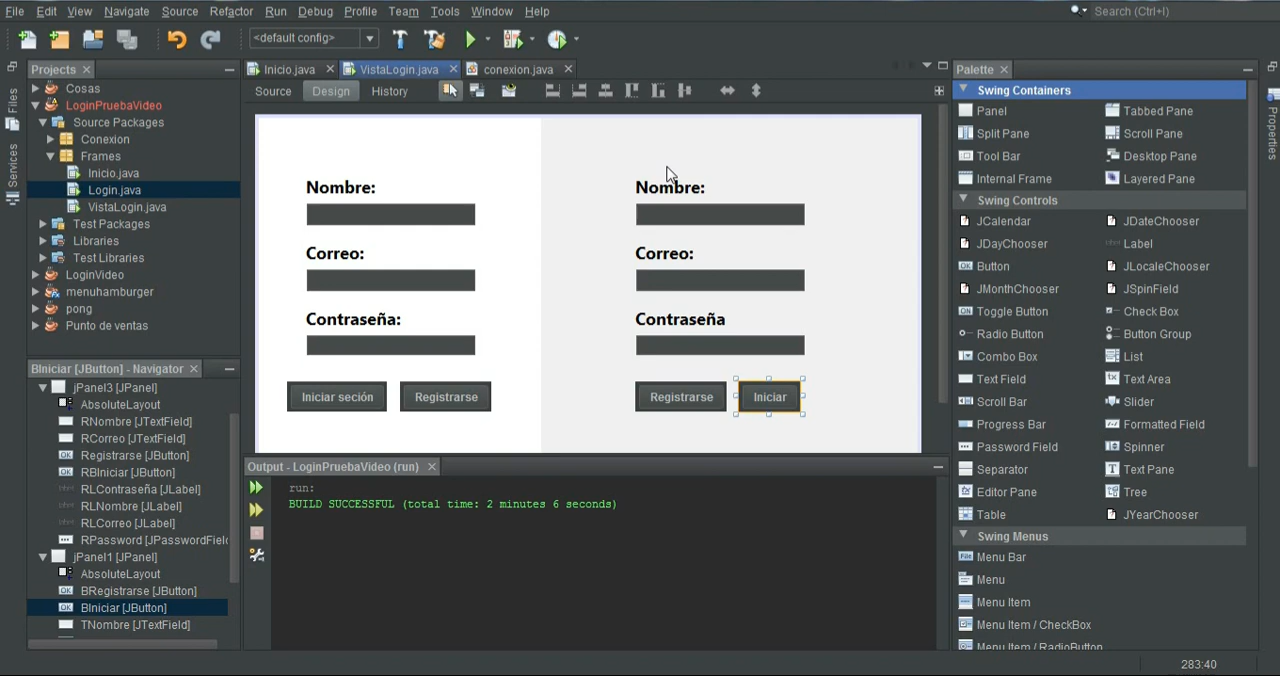 File Edit View Navigate Source Refactor Run Debug Profile Team Tools Window Help Search (Ctrl+I)
<default config>
Projects
Cosas
LoginPruebaVideo
Source Packages
Conexion
Frames
Inicio.java
Login.java
VistaLogin.java
Test Packages
Libraries
Test Libraries
LoginVideo
menuhamburger
pong
Punto de ventas
Files
Services
BIniciar [JButton] - Navigator
jPanel3 [JPanel]
AbsoluteLayout
RNombre [JTextField]
RCorreo [JTextField]
Registrarse [JButton]
RBIniciar [JButton]
RLContraseña [JLabel]
RLNombre [JLabel]
RLCorreo [JLabel]
RPassword [JPasswordField
jPanel1 [JPanel]
AbsoluteLayout
BRegistrarse [JButton]
BIniciar [JButton]
TNombre [JTextField]
Inicio.java VistaLogin.java conexion.java
Source Design History
Nombre: Nombre:
Correo: Correo:
Contraseña: Contraseña
Iniciar seción Registrarse Registrarse Iniciar
Output - LoginPruebaVideo (run)
run:
BUILD SUCCESSFUL (total time: 2 minutes 6 seconds)
Palette
Swing Containers
Panel Tabbed Pane
Split Pane Scroll Pane
Tool Bar Desktop Pane
Internal Frame Layered Pane
Swing Controls
JCalendar JDateChooser
JDayChooser Label
Button JLocaleChooser
JMonthChooser JSpinField
Toggle Button Check Box
Radio Button Button Group
Combo Box List
Text Field Text Area
Scroll Bar Slider
Progress Bar Formatted Field
Password Field Spinner
Separator Text Pane
Editor Pane Tree
Table JYearChooser
Swing Menus
Menu Bar
Menu
Menu Item
Menu Item / CheckBox
Menu Item / RadioButton
Properties
283:40